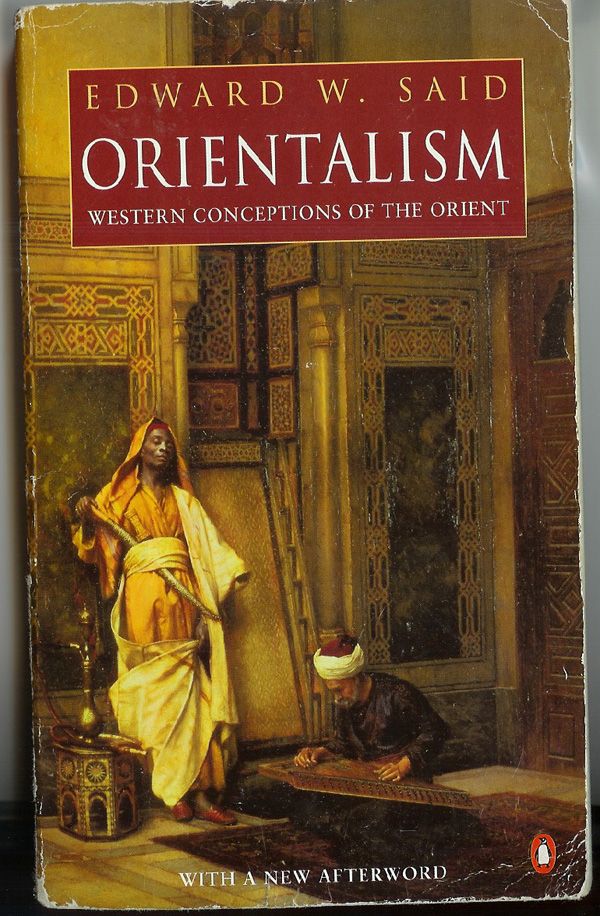 EDWARD W. SAID
ORIENTALISM
WESTERN CONCEPTIONS OF THE ORIENT
WITH A NEW AFTERWORD